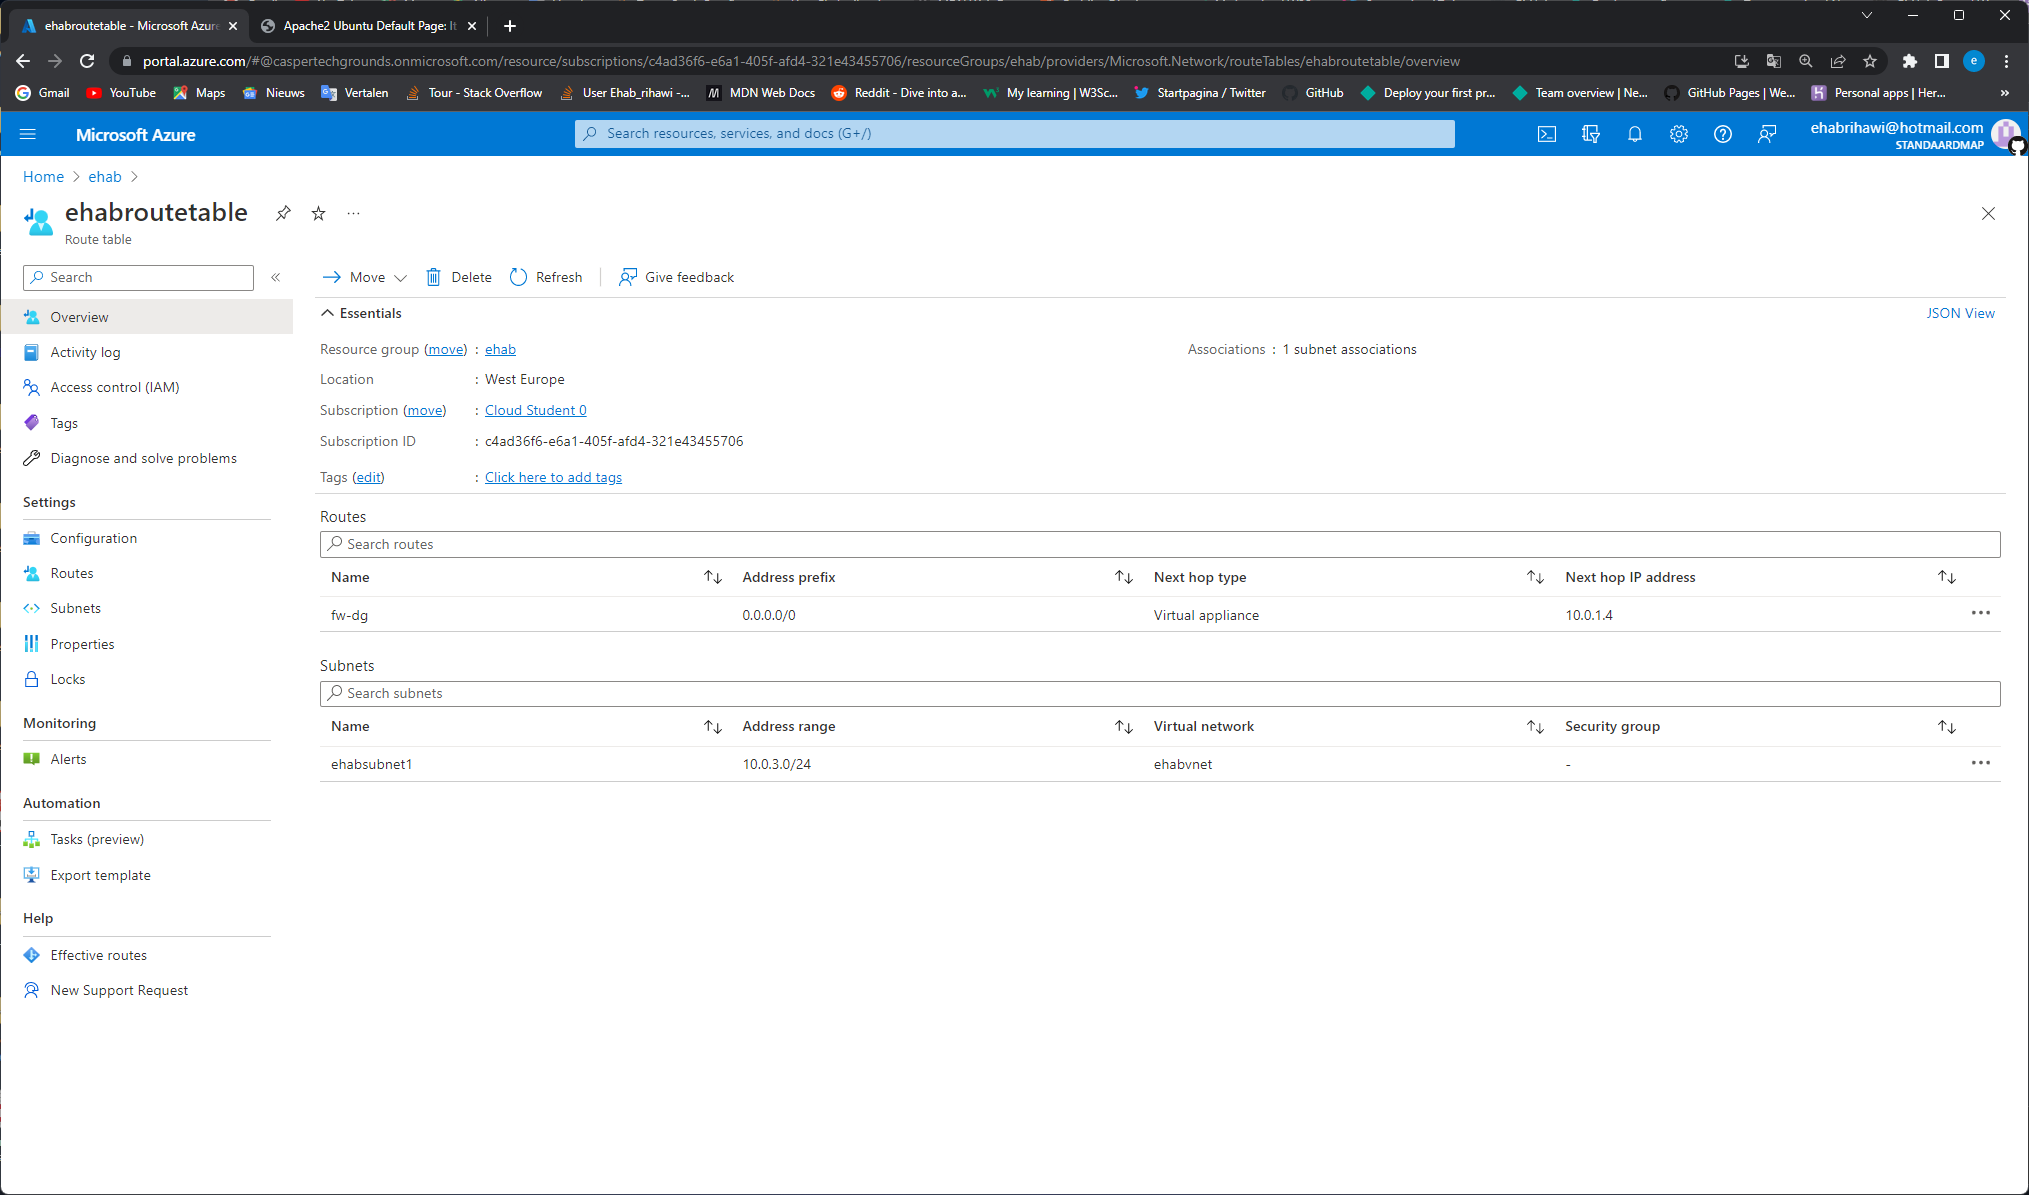 ehabroutetable - Microsoft Azure
Apache2 Ubuntu Default Page: It
portal.azure.com/#@caspertechgrounds.onmicrosoft.com/resource/subscriptions/c4ad36f6-e6a1-405f-afd4-321e43455706/resourceGroups/ehab/providers/Microsoft.Network/routeTables/ehabroutetable/overview
e
Gmail YouTube Maps Nieuws Vertalen Tour - Stack Overflow User Ehab_rihawi -... MDN Web Docs Reddit - Dive into a... My learning | W3Sc... Startpagina / Twitter GitHub Deploy your first pr... Team overview | Ne... GitHub Pages | We... Personal apps | Her... »
Microsoft Azure
Search resources, services, and docs (G+/)
ehabrihawi@hotmail.com
STANDAARDMAP
Home > ehab >
ehabroutetable
Route table
Search
Move Delete Refresh Give feedback
Overview
Activity log
Access control (IAM)
Tags
Diagnose and solve problems
Settings
Configuration
Routes
Subnets
Properties
Locks
Monitoring
Alerts
Automation
Tasks (preview)
Export template
Help
Effective routes
New Support Request
Essentials
JSON View
Resource group (move) : ehab
Associations : 1 subnet associations
Location : West Europe
Subscription (move) : Cloud Student 0
Subscription ID : c4ad36f6-e6a1-405f-afd4-321e43455706
Tags (edit) : Click here to add tags
Routes
Search routes
Name Address prefix Next hop type Next hop IP address
fw-dg 0.0.0.0/0 Virtual appliance 10.0.1.4
Subnets
Search subnets
Name Address range Virtual network Security group
ehabsubnet1 10.0.3.0/24 ehabvnet -